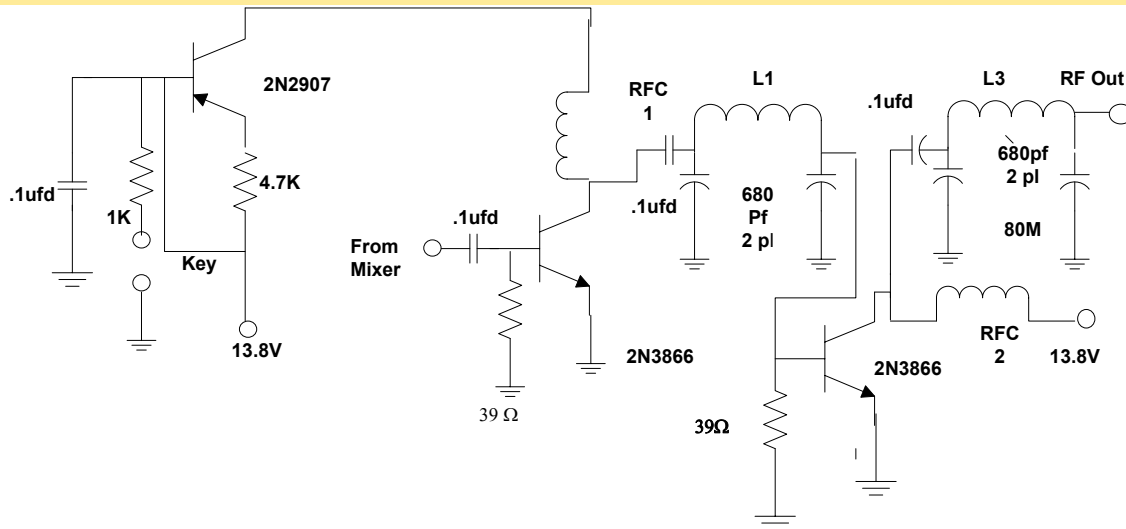 2N2907
.1ufd
1K
4.7K
Key
13.8V
From
Mixer
.1ufd
39 Ω
2N3866
RFC
1
.1ufd
L1
680
Pf
2 pl
39Ω
2N3866
.1ufd
L3
RF Out
680pf
2 pl
80M
RFC
2
13.8V